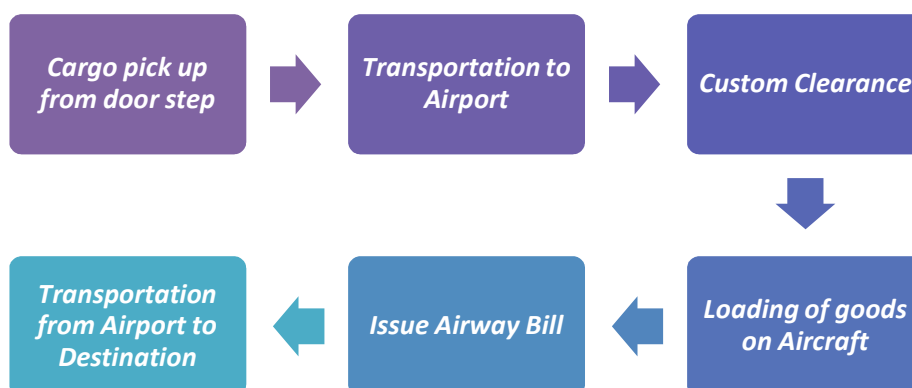 Cargo pick up
from door step
Transportation to
Airport
Custom Clearance
Loading of goods
on Aircraft
Issue Airway Bill
Transportation
from Airport to
Destination